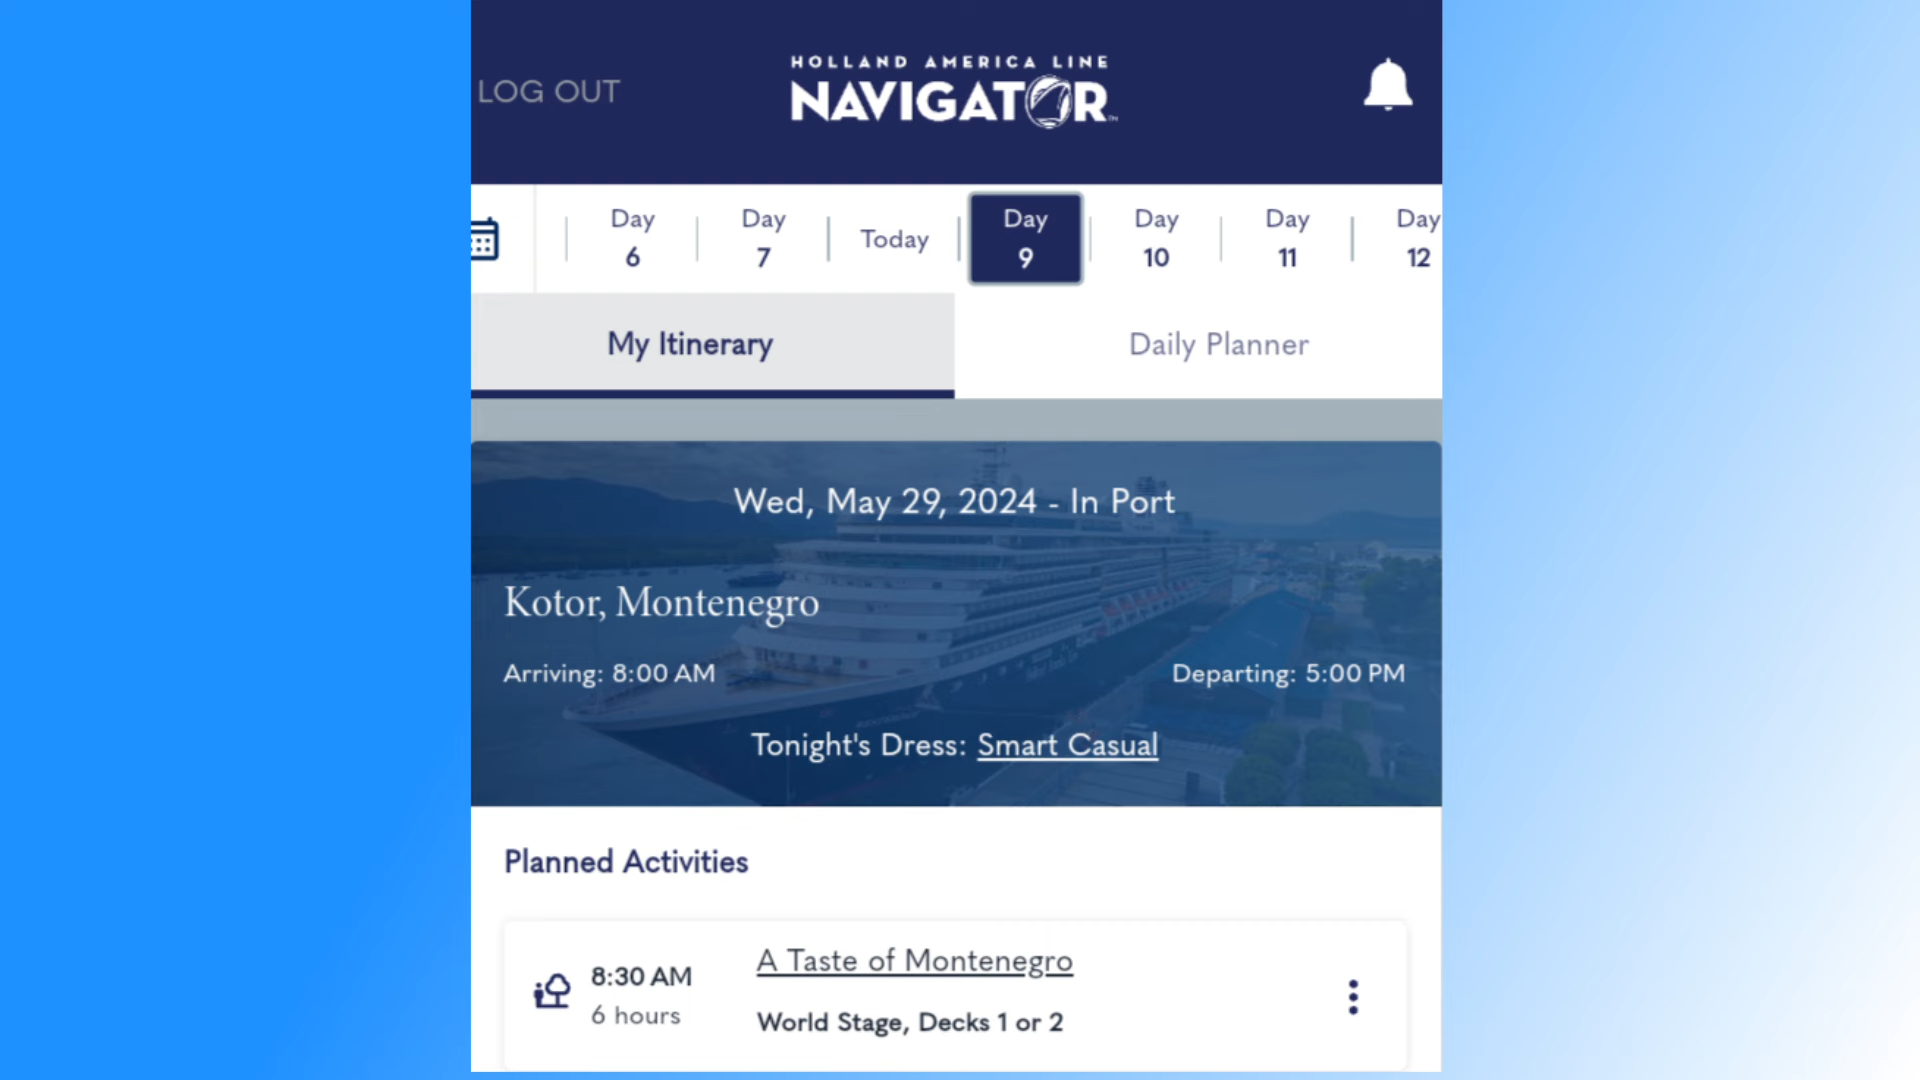 LOG OUT
HOLLAND AMERICA LINE
NAVIGATOR™
Day
6
Day
7
Today
Day
9
Day
10
Day
11
Day
12
My Itinerary
Daily Planner
Wed, May 29, 2024 - In Port
Kotor, Montenegro
Arriving: 8:00 AM
Departing: 5:00 PM
Tonight's Dress: Smart Casual
Planned Activities
8:30 AM
6 hours
A Taste of Montenegro
World Stage, Decks 1 or 2